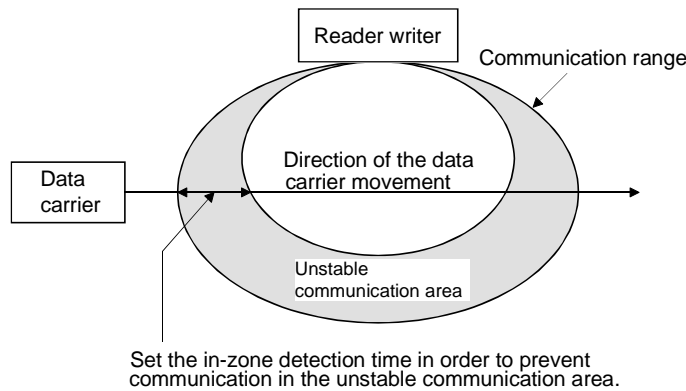 Reader writer
Communication range
Direction of the data
carrier movement
Data
carrier
Unstable
communication area
Set the in-zone detection time in order to prevent
communication in the unstable communication area.